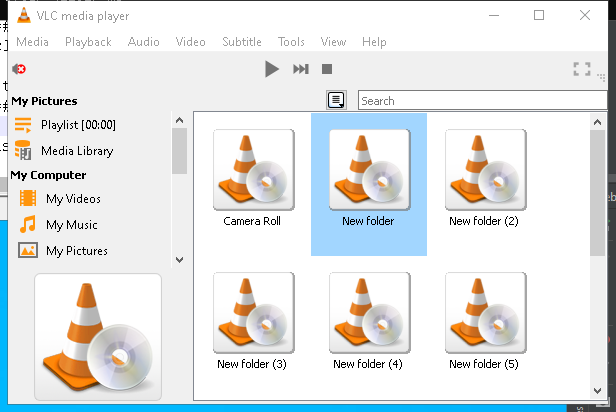 VLC media player
Media Playback Audio Video Subtitle Tools View Help
Search
My Pictures
Playlist [00:00]
Media Library
My Computer
My Videos
My Music
My Pictures
Camera Roll
New folder
New folder (2)
New folder (3)
New folder (4)
New folder (5)